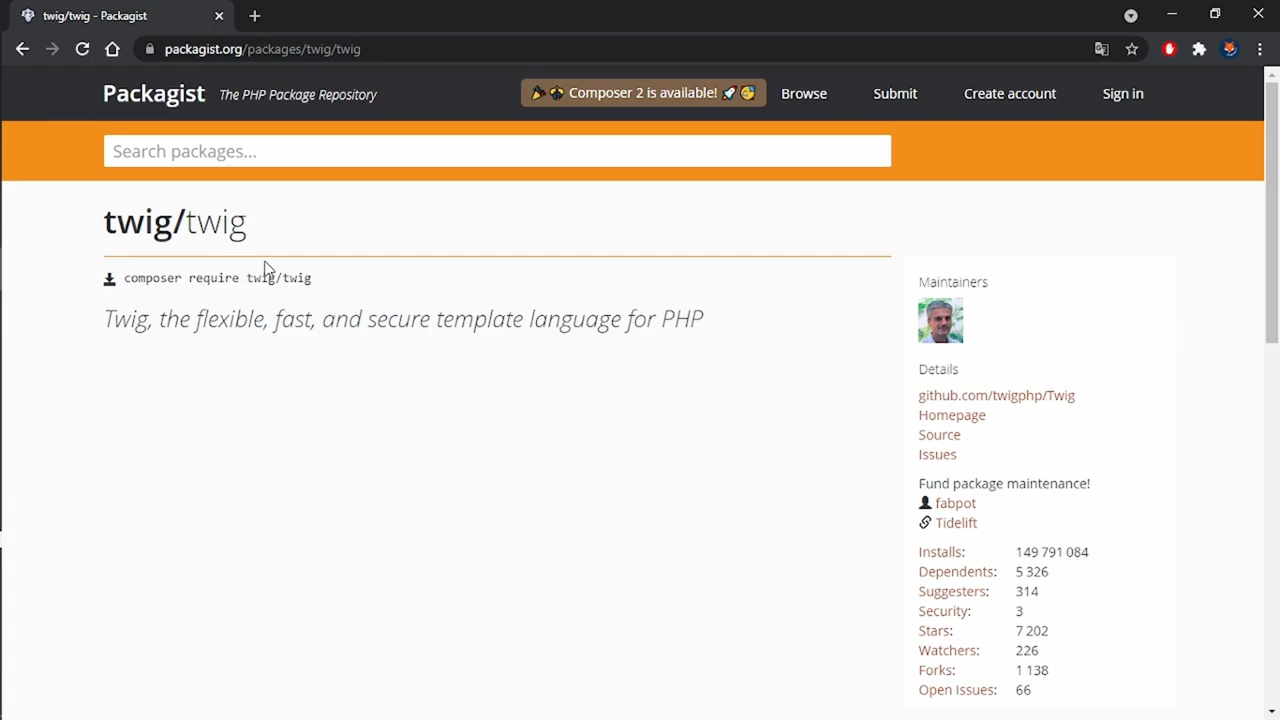 twig/twig - Packagist
packagist.org/packages/twig/twig
Packagist The PHP Package Repository
Composer 2 is available!
Browse
Submit
Create account
Sign in
Search packages...
twig/twig
composer require twig/twig
Twig, the flexible, fast, and secure template language for PHP
Maintainers
Details
github.com/twigphp/Twig
Homepage
Source
Issues
Fund package maintenance!
fabpot
Tidelift
Installs: 149 791 084
Dependents: 5 326
Suggesters: 314
Security: 3
Stars: 7 202
Watchers: 226
Forks: 1 138
Open Issues: 66